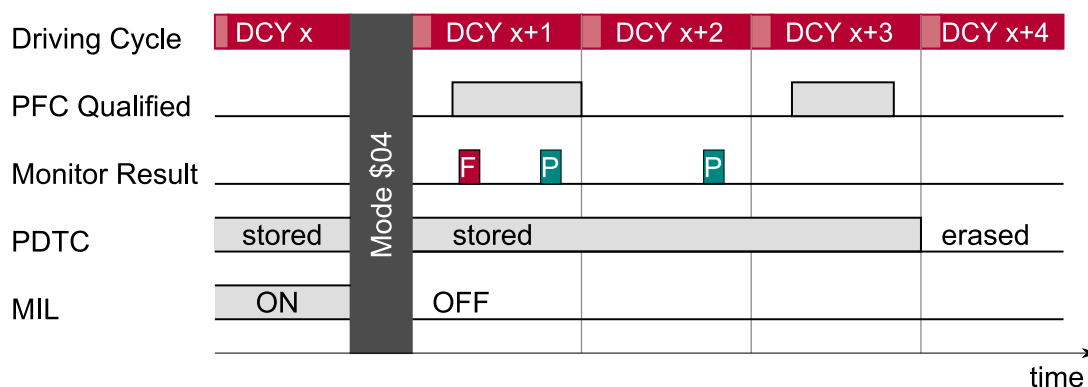 Driving Cycle DCY x DCY x+1 DCY x+2 DCY x+3 DCY x+4
PFC Qualified
Mode $04
Monitor Result F P P
PDTC stored stored erased
MIL ON OFF
time